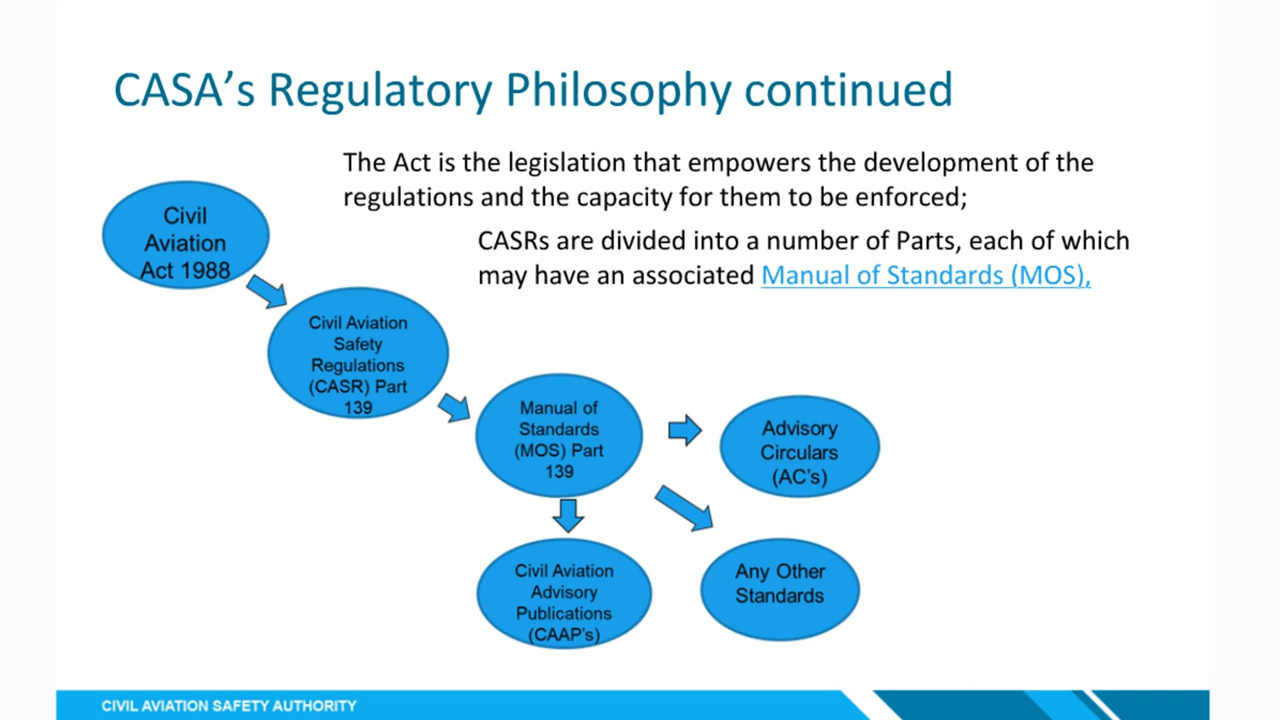 CASA’s Regulatory Philosophy continued
The Act is the legislation that empowers the development of the
regulations and the capacity for them to be enforced;
CASRs are divided into a number of Parts, each of which
may have an associated Manual of Standards (MOS),
Civil
Aviation
Act 1988
Civil Aviation
Safety
Regulations
(CASR) Part
139
Manual of
Standards
(MOS) Part
139
Advisory
Circulars
(AC’s)
Civil Aviation
Advisory
Publications
(CAAP’s)
Any Other
Standards
CIVIL AVIATION SAFETY AUTHORITY